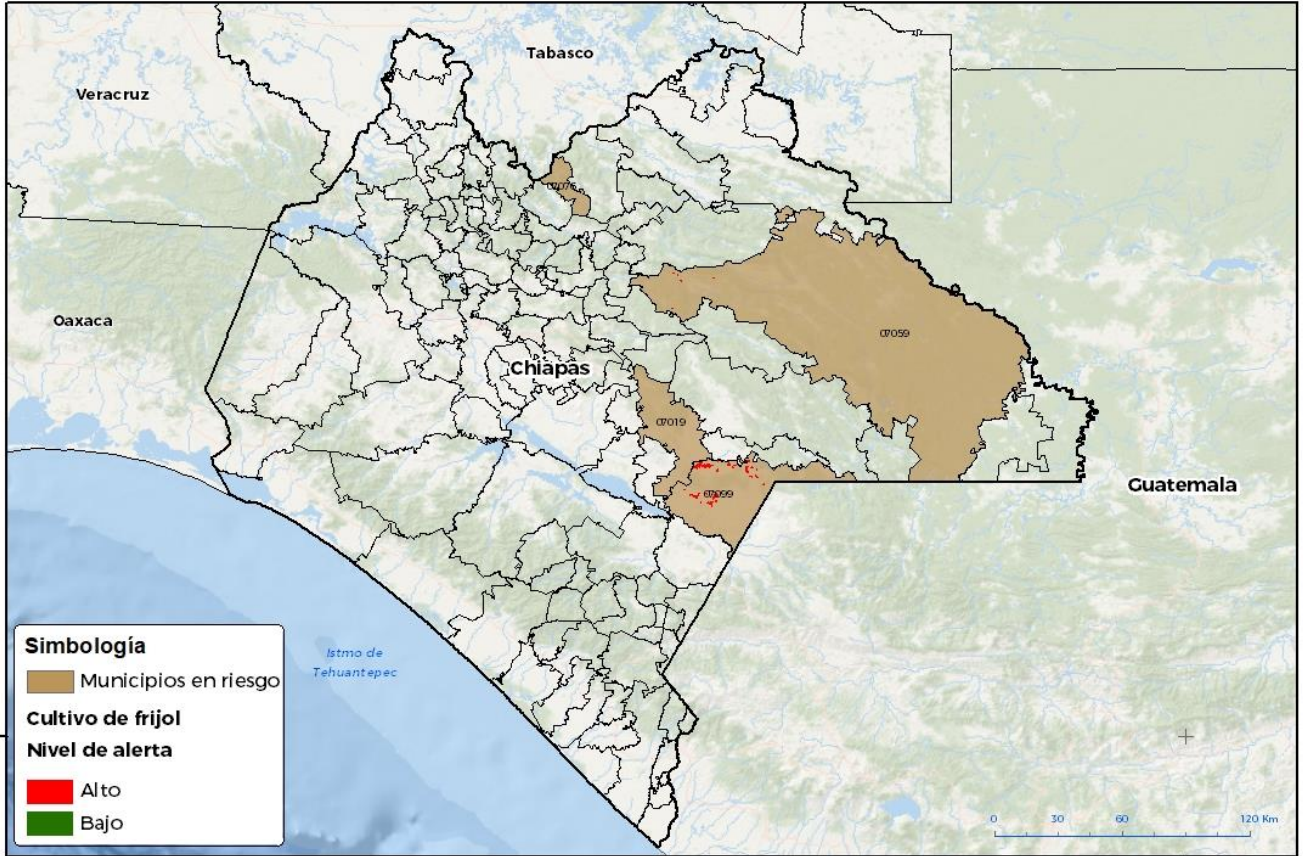 Tabasco
Veracruz
07076
Oaxaca
07059
Chiapas
07019
07099
Guatemala
Istmo de
Tehuantepec
Simbología
Municipios en riesgo
Cultivo de frijol
Nivel de alerta
Alto
Bajo
0 30 60 120 Km